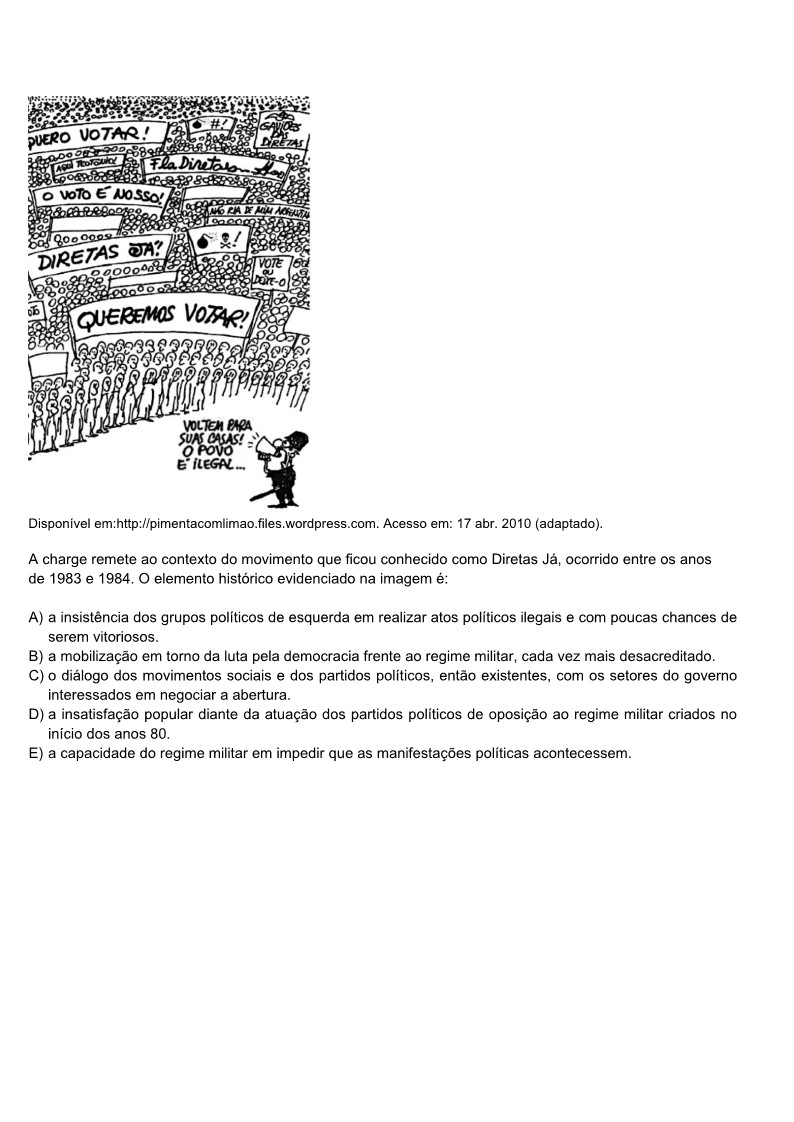 QUERO VOTAR!
#!
GAVIÕES
DAS
DIRETAS
AQUI TEOTÔNIO!
Fla Diretas
O VOTO É NOSSO!
NÃO RIA DE MIM ARGENTINA
DIRETAS JÁ?
!
VOTE
OU
DEIXE-O
QUEREMOS VOTAR!
VOLTEM PARA
SUAS CASAS!
O POVO
É ILEGAL...
Disponível em:http://pimentacomlimao.files.wordpress.com. Acesso em: 17 abr. 2010 (adaptado).
A charge remete ao contexto do movimento que ficou conhecido como Diretas Já, ocorrido entre os anos
de 1983 e 1984. O elemento histórico evidenciado na imagem é:
A) a insistência dos grupos políticos de esquerda em realizar atos políticos ilegais e com poucas chances de
serem vitoriosos.
B) a mobilização em torno da luta pela democracia frente ao regime militar, cada vez mais desacreditado.
C) o diálogo dos movimentos sociais e dos partidos políticos, então existentes, com os setores do governo
interessados em negociar a abertura.
D) a insatisfação popular diante da atuação dos partidos políticos de oposição ao regime militar criados no
início dos anos 80.
E) a capacidade do regime militar em impedir que as manifestações políticas acontecessem.